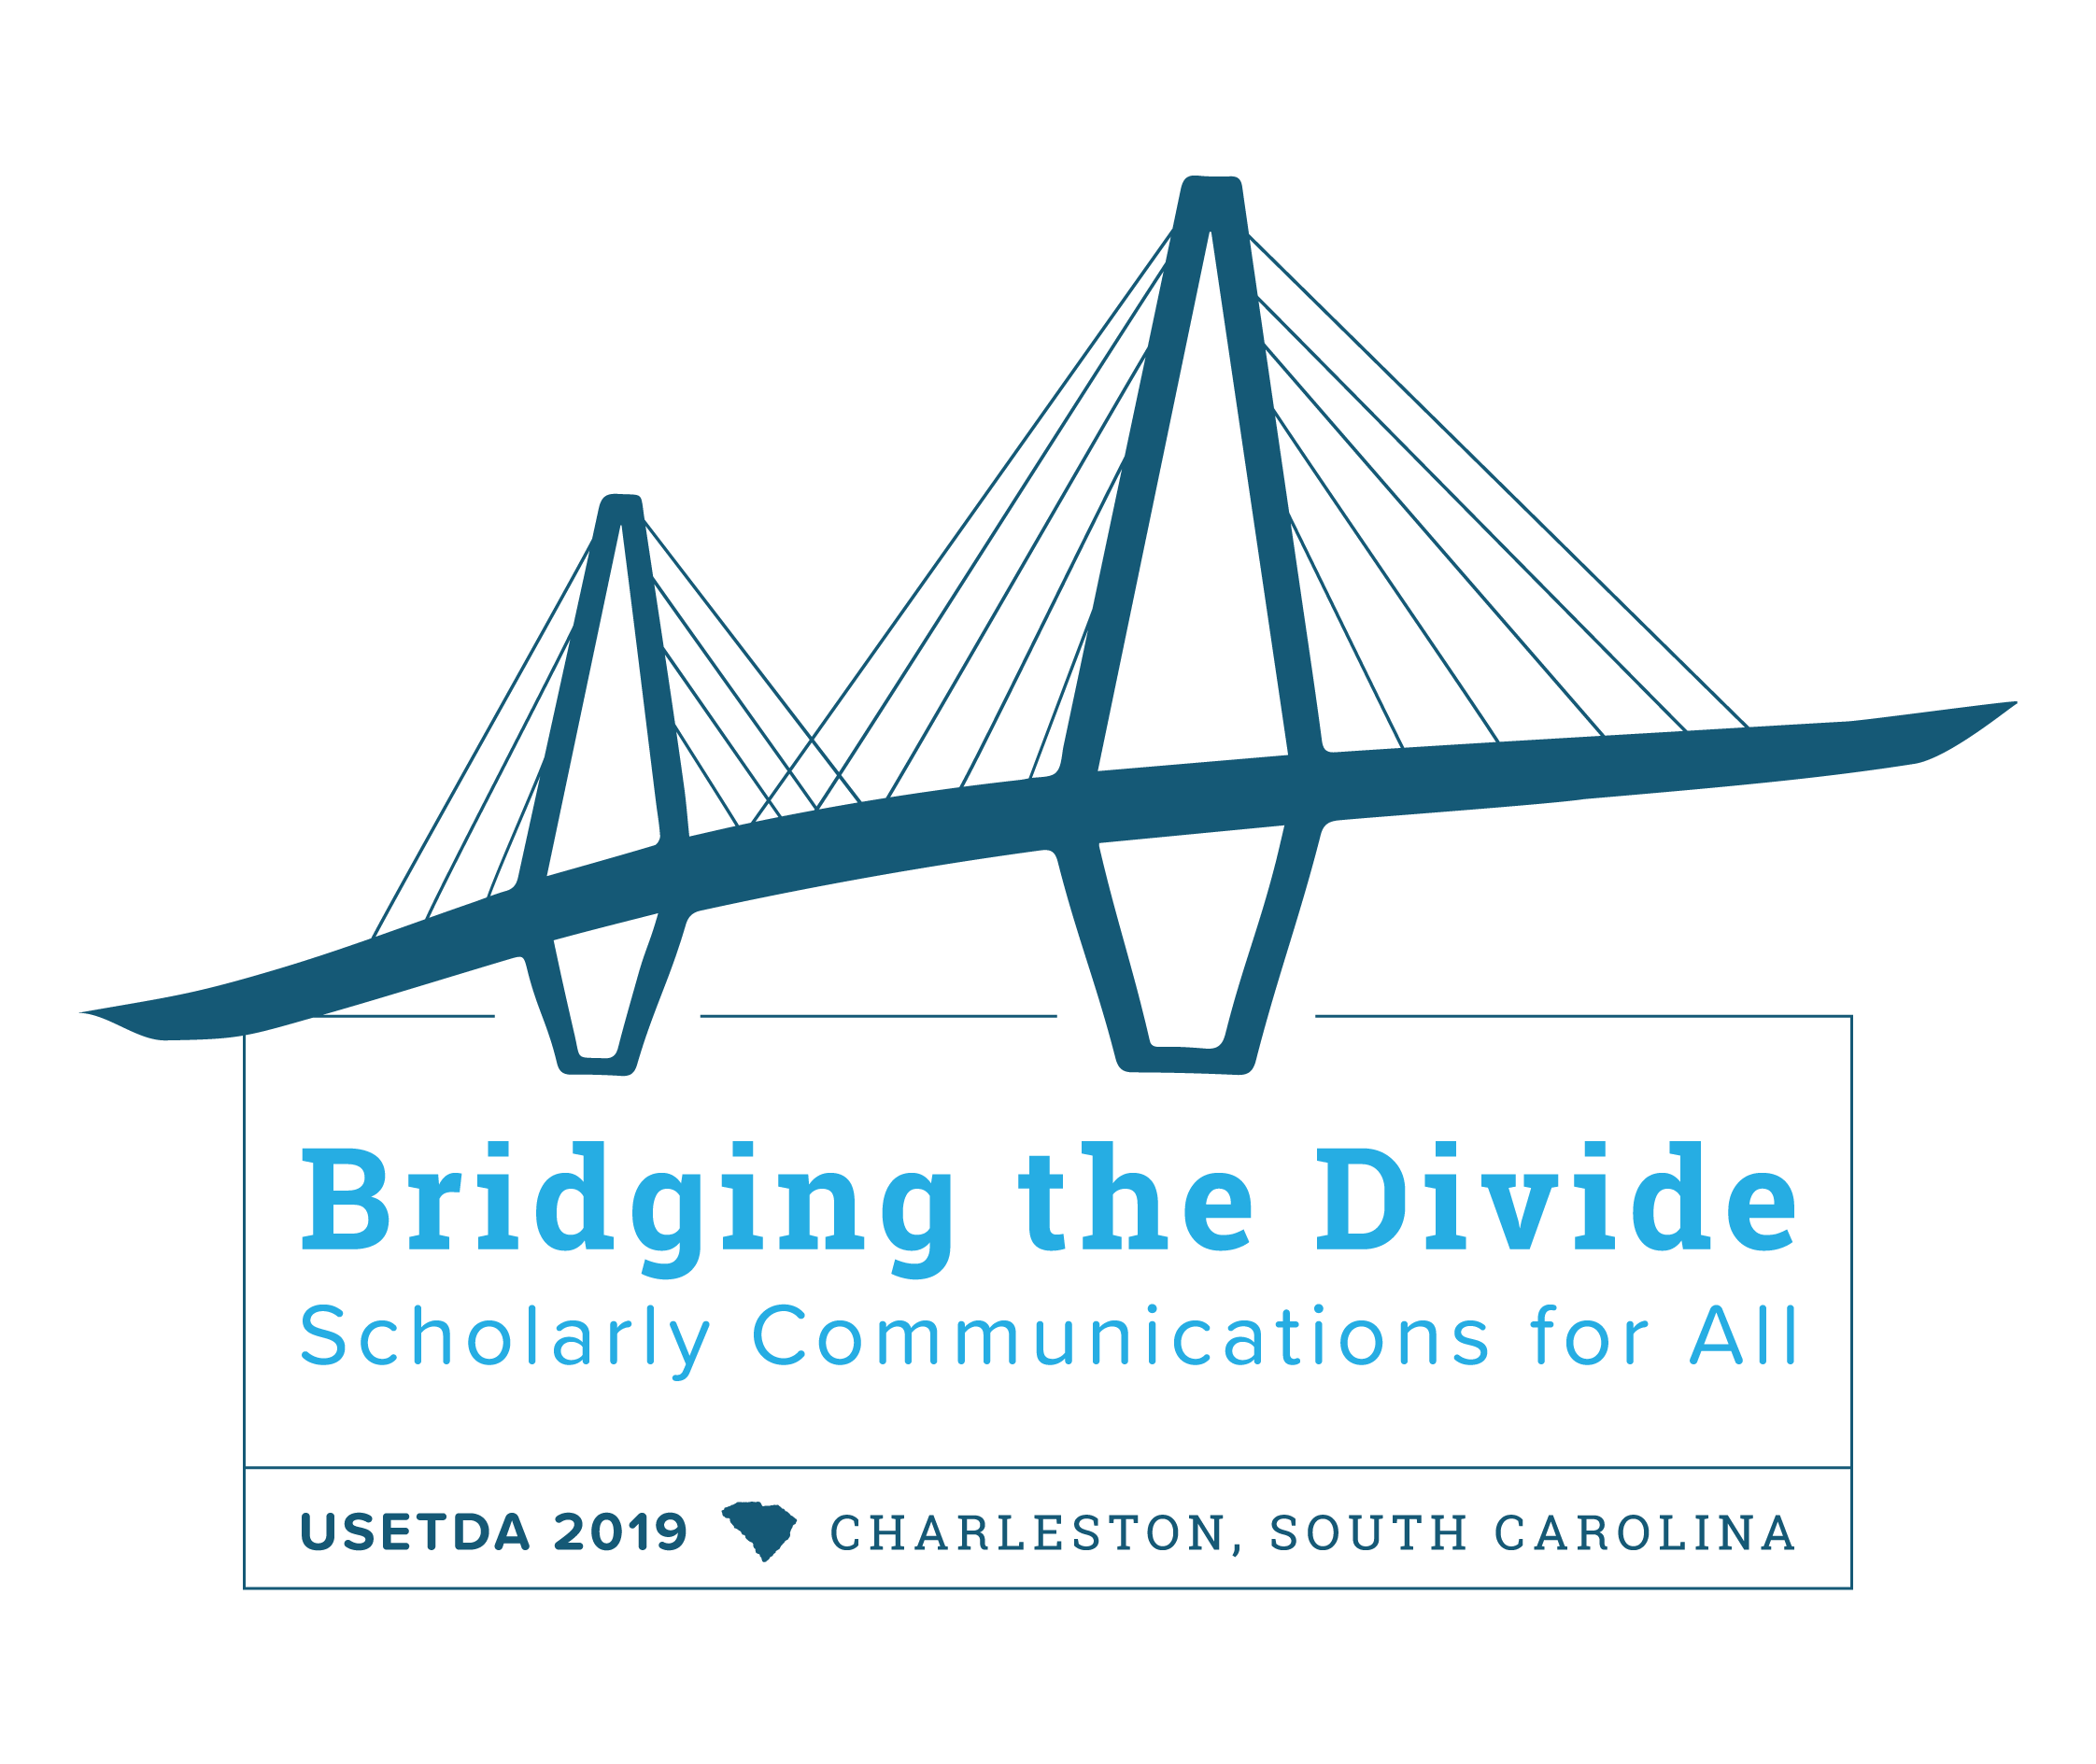 Bridging the Divide
Scholarly Communications for All
USETDA 2019 CHARLESTON, SOUTH CAROLINA